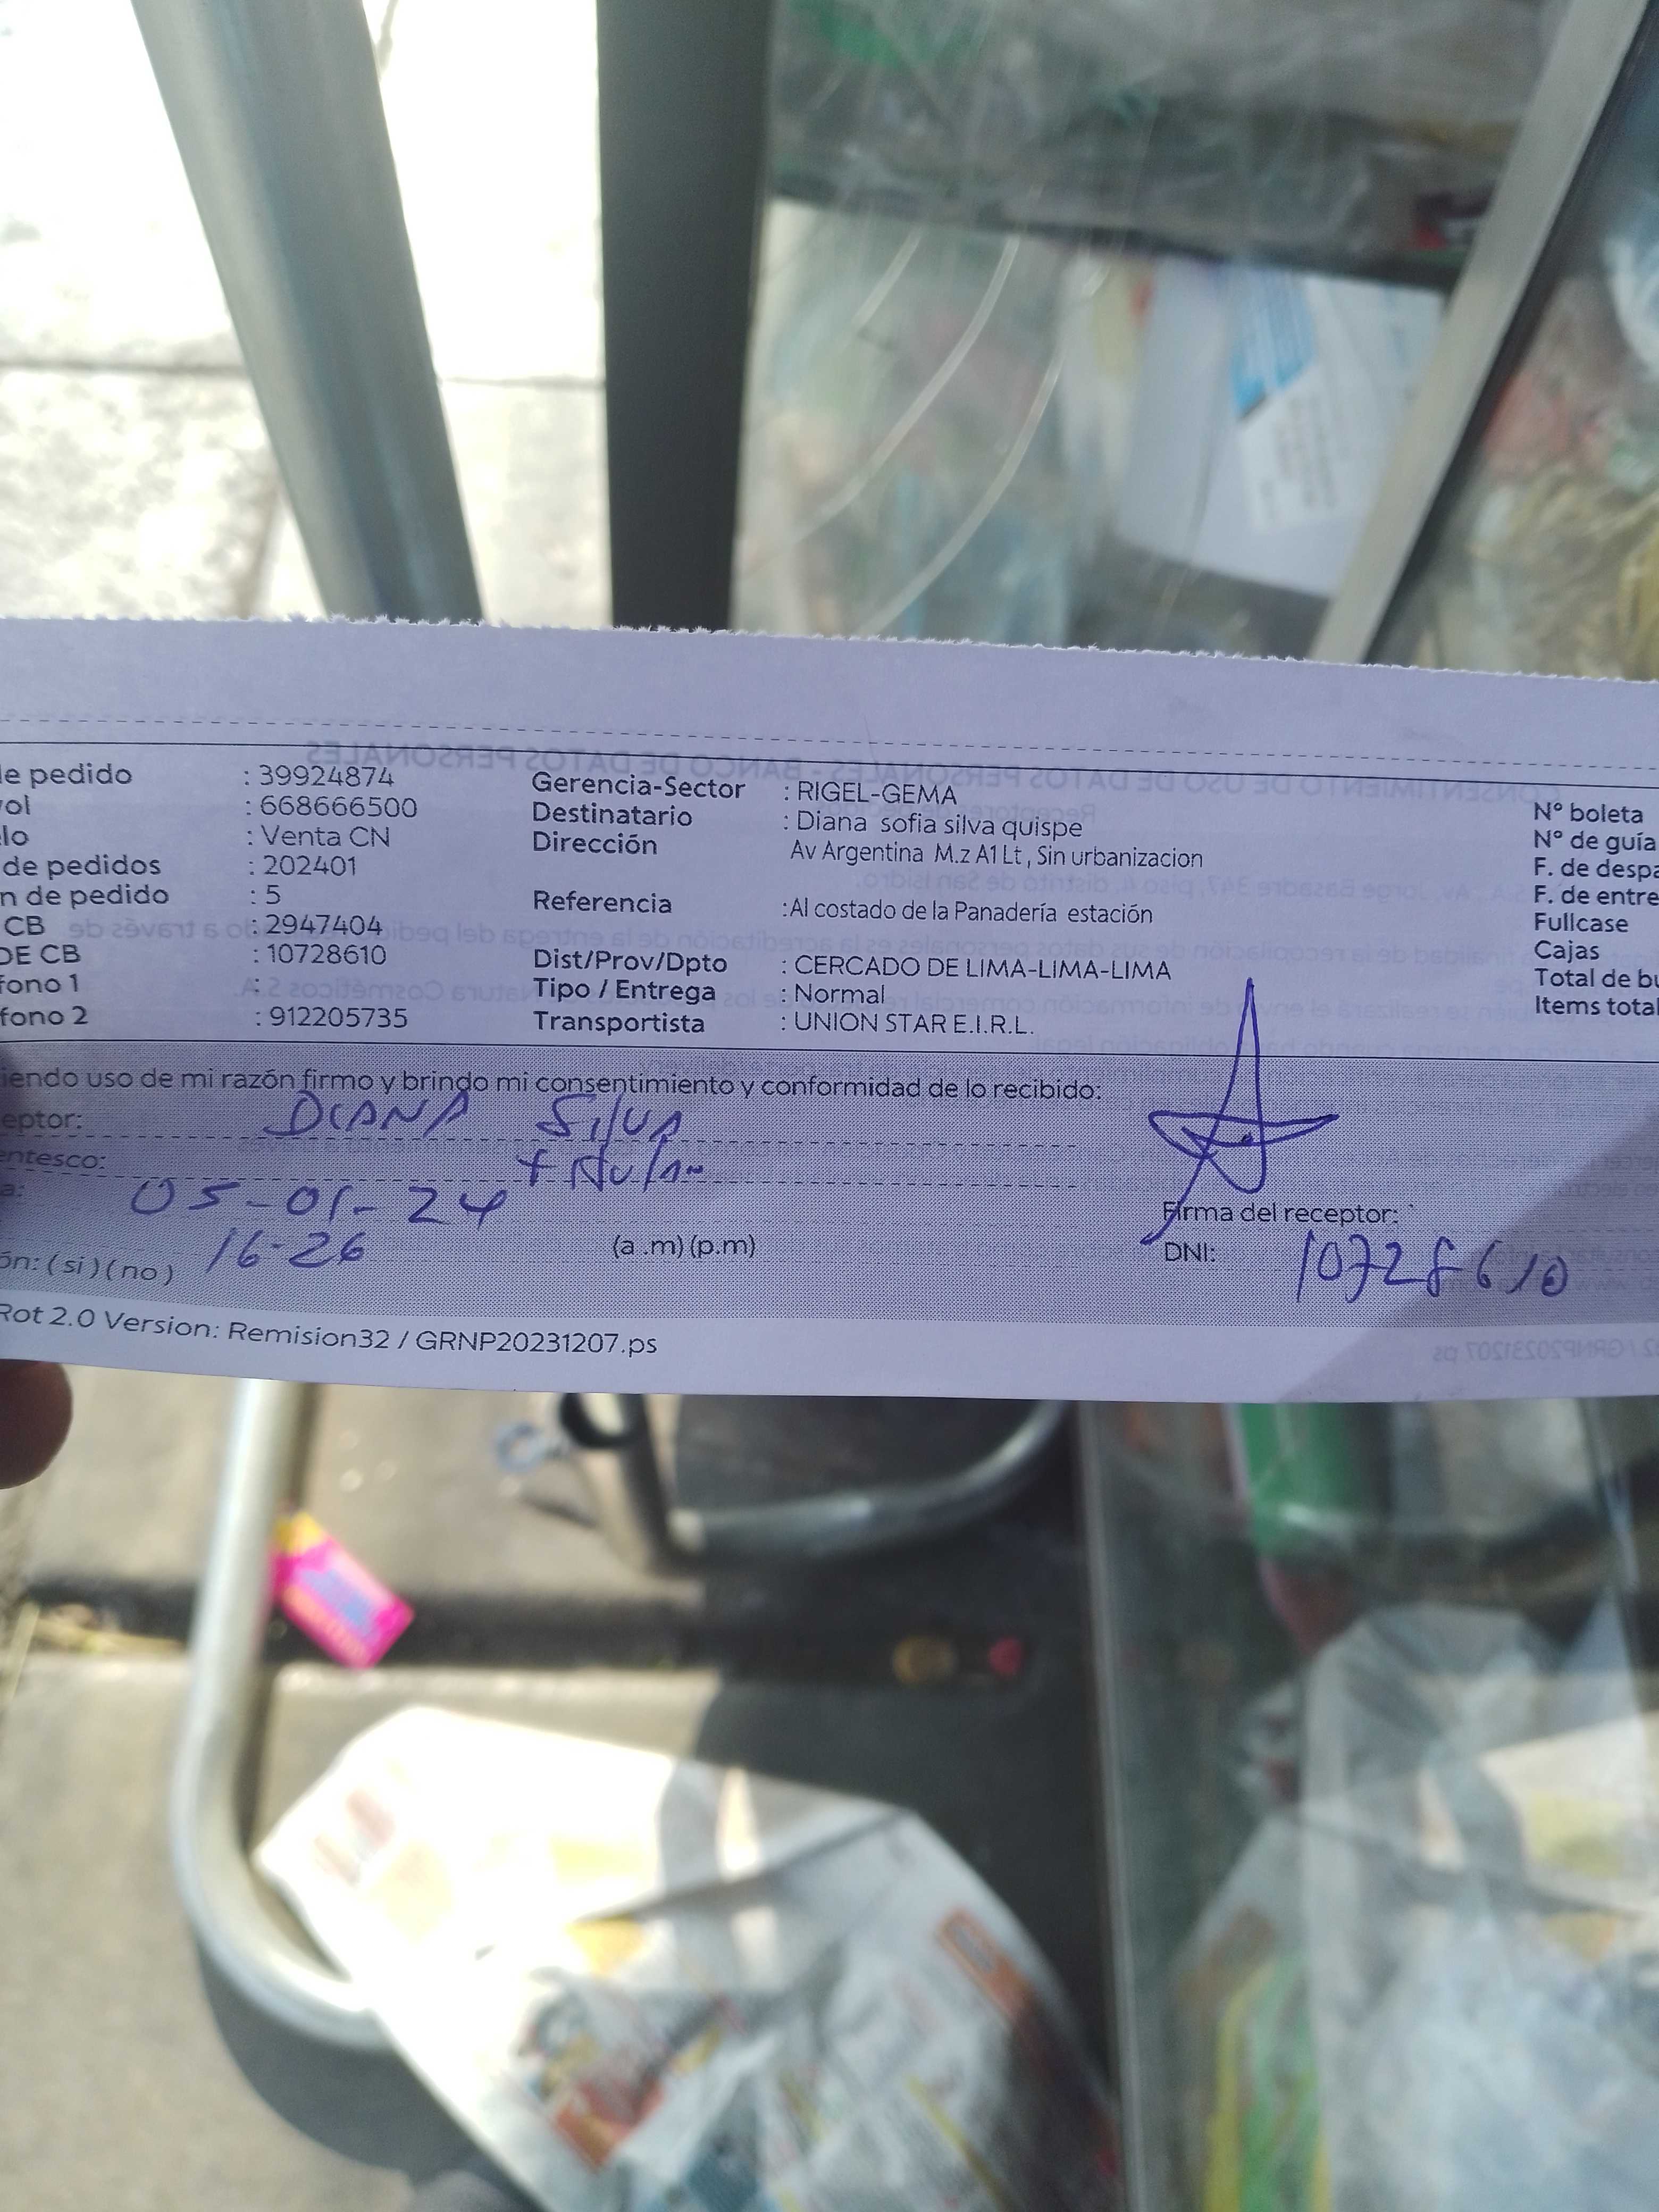 de pedido : 39924874 Gerencia-Sector : RIGEL-GEMA
ol : 668666500 Destinatario : Diana sofia silva quispe Nº boleta
lo : Venta CN Dirección Av Argentina M.z A1 Lt , Sin urbanizacion Nº de guía
de pedidos : 202401 F. de despa
n de pedido : 5 Referencia :Al costado de la Panadería estación F. de entre
CB : 2947404 Fullcase
DE CB : 10728610 Dist/Prov/Dpto : CERCADO DE LIMA-LIMA-LIMA Cajas
fono 1 : Tipo / Entrega : Normal Total de bu
fono 2 : 912205735 Transportista : UNION STAR E.I.R.L. Items total
iendo uso de mi razón firmo y brindo mi consentimiento y conformidad de lo recibido:
eptor: DIANA SILVA
entesco: titular
a: 05-01-24 Firma del receptor:
16-26 (a .m) (p.m) DNI: 10728610
ón: ( si ) ( no )
Rot 2.0 Version: Remision32 / GRNP20231207.ps